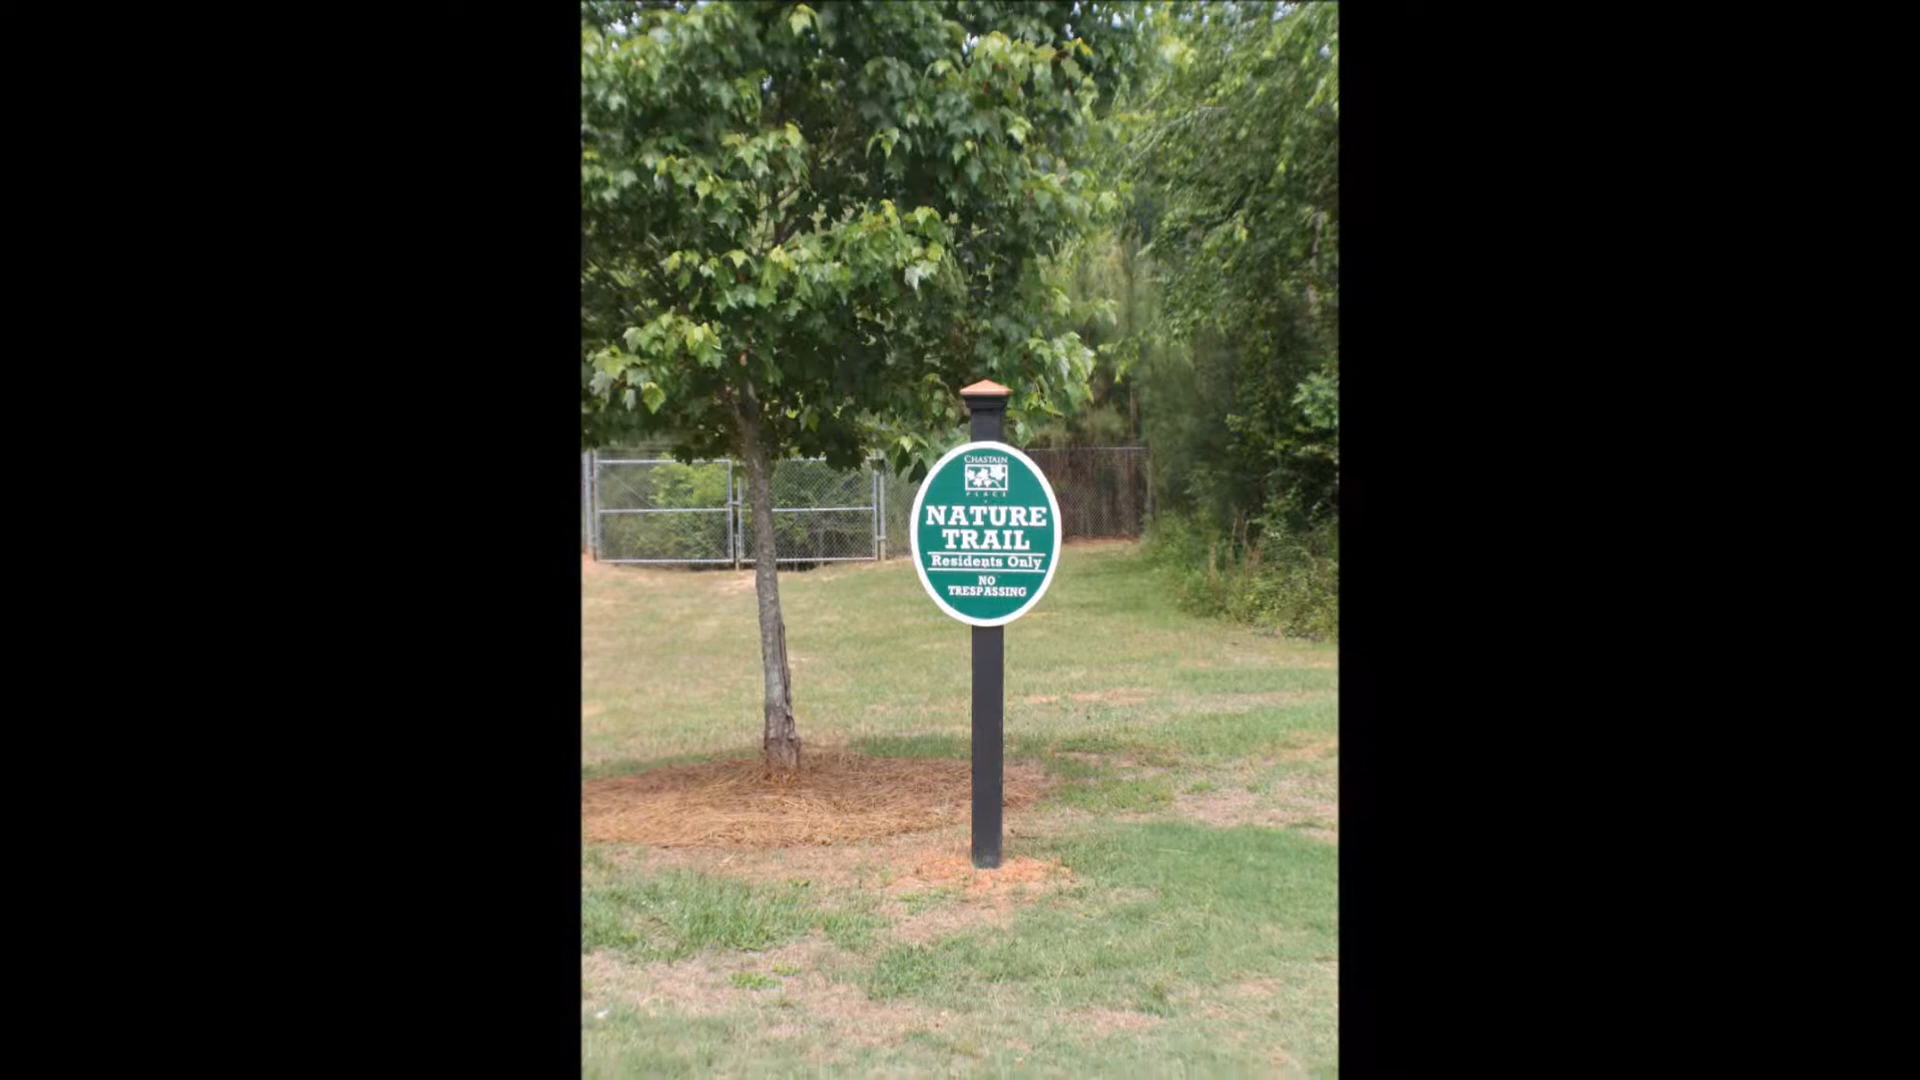 CHASTAIN
PLACE
NATURE
TRAIL
Residents Only
NO
TRESPASSING